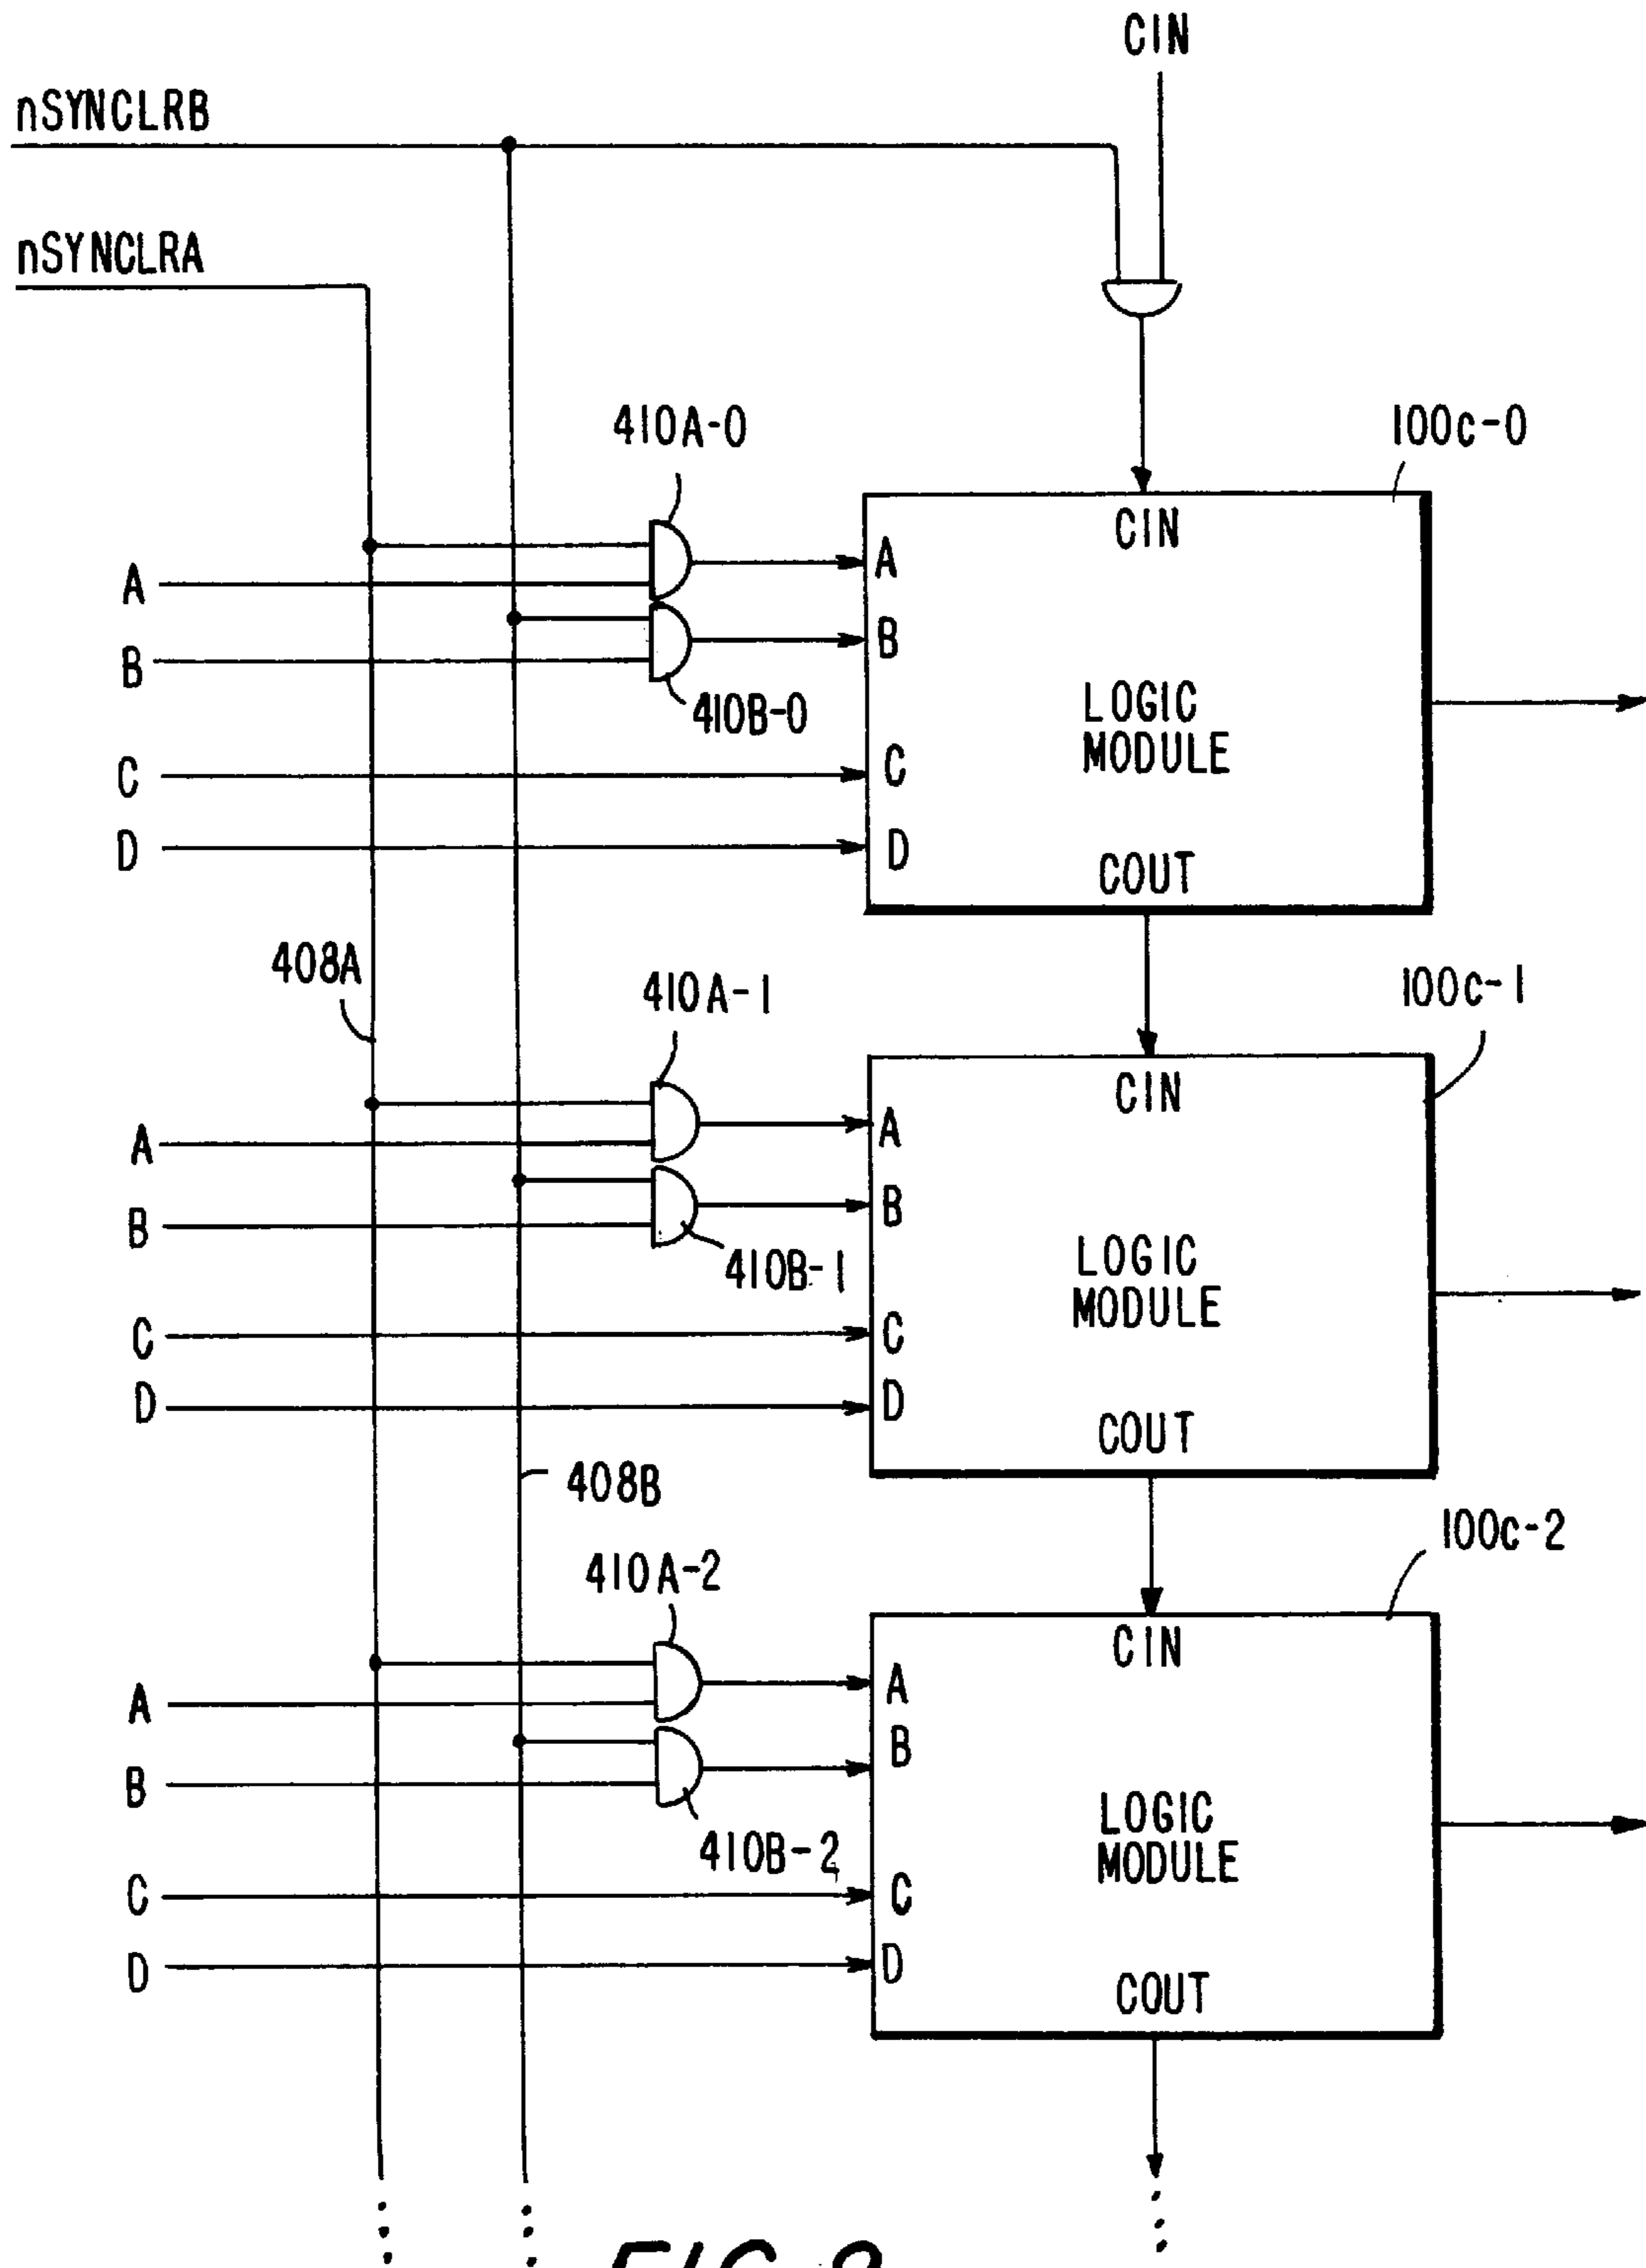 CIN
nSYNCLRB
nSYNCLRA
410A-0
100c-0
CIN
A
A
B
B
410B-0
LOGIC
MODULE
C
C
D
D
COUT
408A
410A-1
100c-1
CIN
A
A
B
B
410B-1
LOGIC
MODULE
C
C
D
D
COUT
408B
100c-2
410A-2
CIN
A
A
B
B
LOGIC
MODULE
410B-2
C
C
D
D
COUT